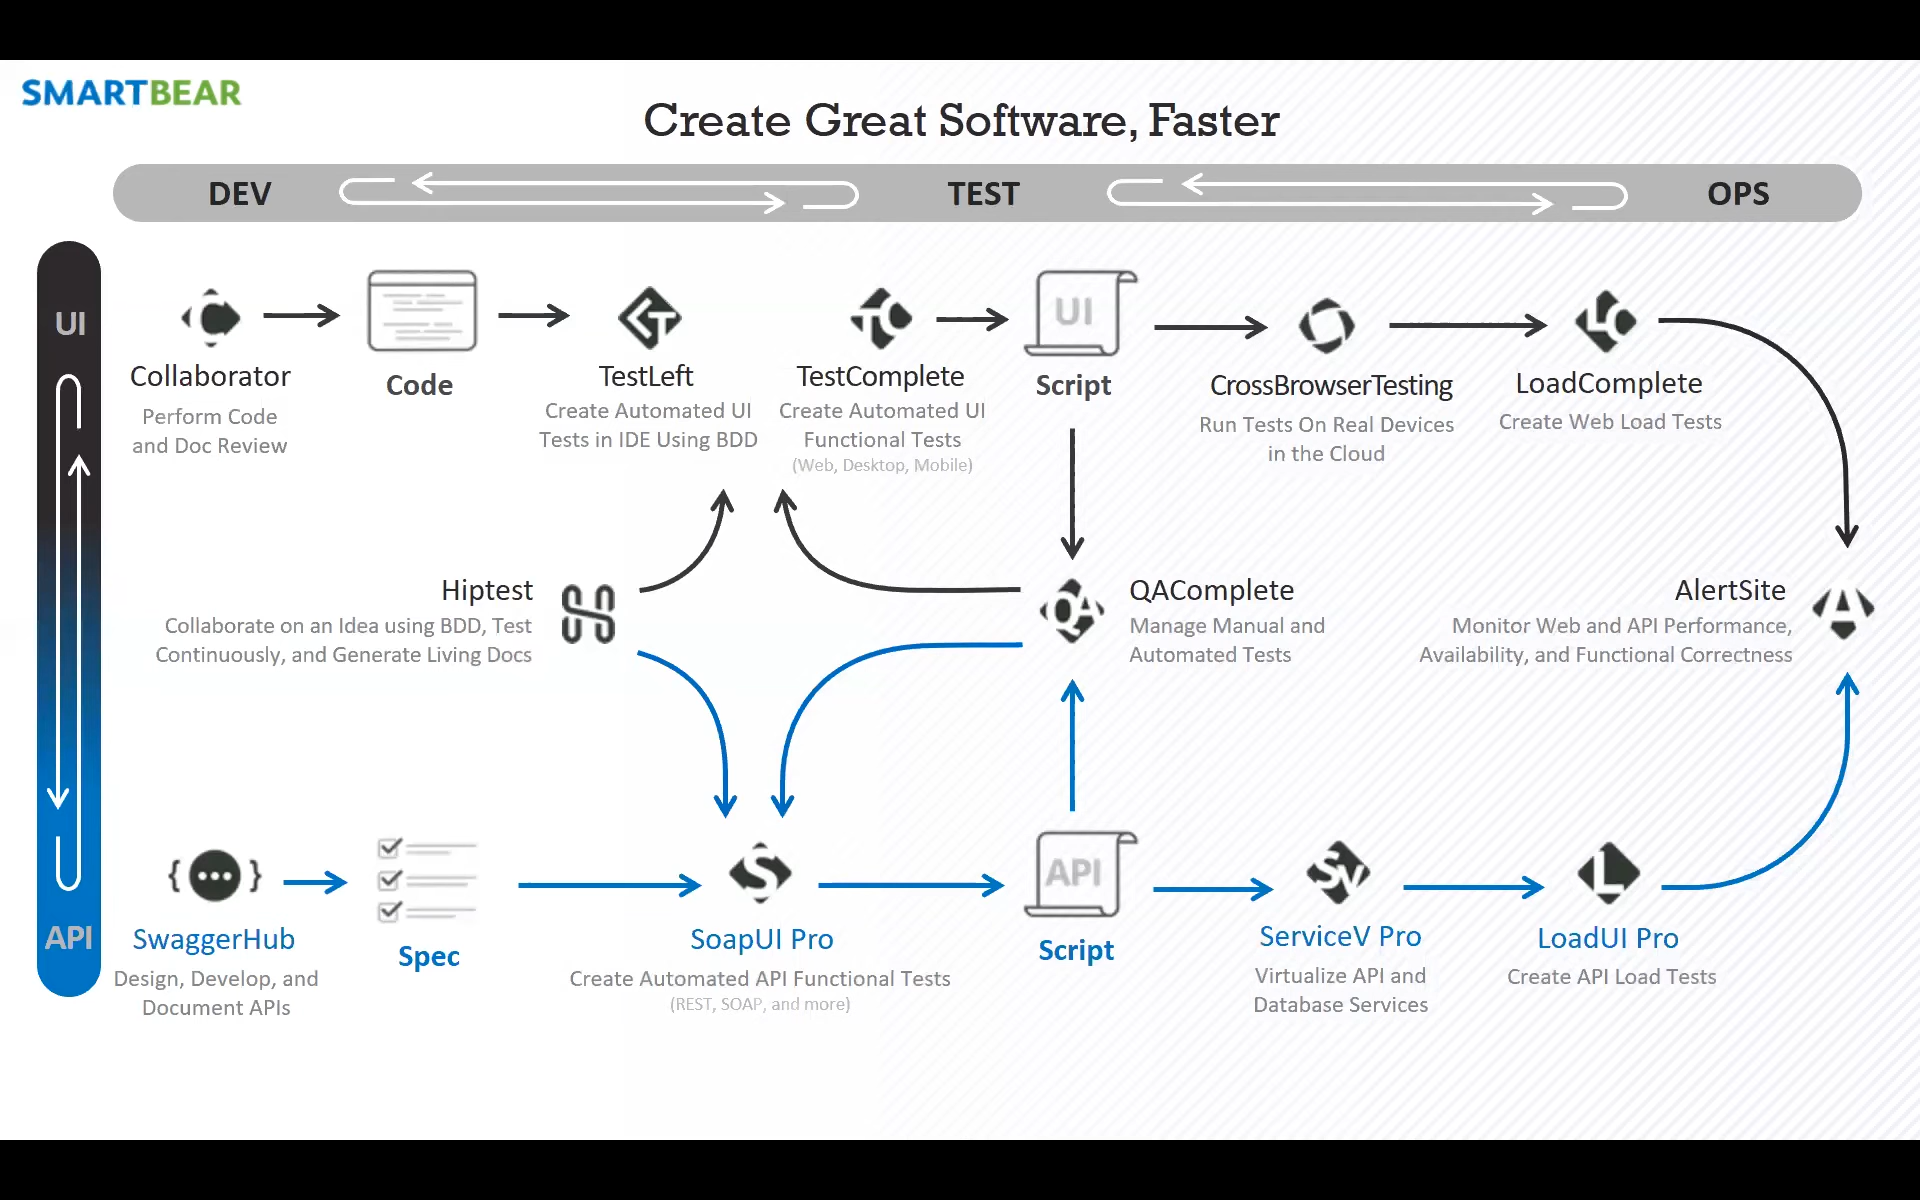 SMARTBEAR
Create Great Software, Faster
DEV
TEST
OPS
UI
API
Collaborator
Perform Code
and Doc Review
Code
TestLeft
Create Automated UI
Tests in IDE Using BDD
TestComplete
Create Automated UI
Functional Tests
(Web, Desktop, Mobile)
UI
Script
CrossBrowserTesting
Run Tests On Real Devices
in the Cloud
LoadComplete
Create Web Load Tests
Hiptest
Collaborate on an Idea using BDD, Test
Continuously, and Generate Living Docs
QA
QAComplete
Manage Manual and
Automated Tests
AlertSite
Monitor Web and API Performance,
Availability, and Functional Correctness
SwaggerHub
Design, Develop, and
Document APIs
Spec
SoapUI Pro
Create Automated API Functional Tests
(REST, SOAP, and more)
API
Script
SV
ServiceV Pro
Virtualize API and
Database Services
LoadUI Pro
Create API Load Tests